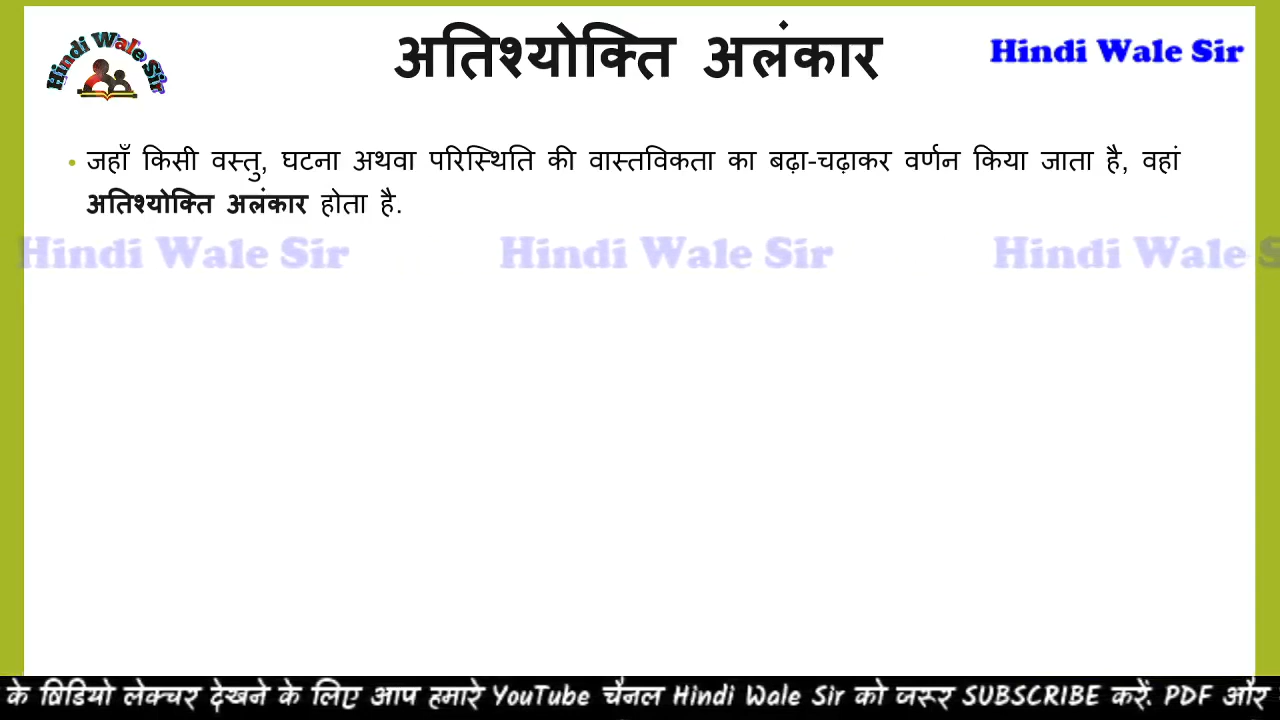 Hindi Wale Sir
अतिश्योक्ति अलंकार
Hindi Wale Sir
• जहाँ किसी वस्तु, घटना अथवा परिस्थिति की वास्तविकता का बढ़ा-चढ़ाकर वर्णन किया जाता है, वहां
अतिश्योक्ति अलंकार होता है.
Hindi Wale Sir Hindi Wale Sir Hindi Wale S
के विडियो लेक्चर देखने के लिए आप हमारे YouTube चैनल Hindi Wale Sir को जरूर SUBSCRIBE करें. PDF और